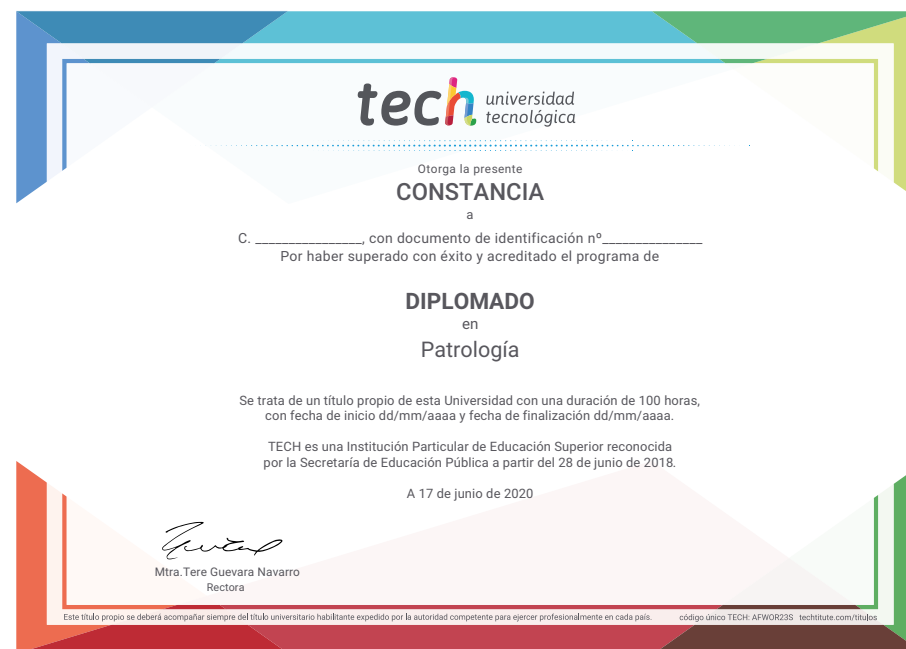 tech universidad
tecnológica
Otorga la presente
CONSTANCIA
a
C. ________________, con documento de identificación nº_______________
Por haber superado con éxito y acreditado el programa de
DIPLOMADO
en
Patrología
Se trata de un título propio de esta Universidad con una duración de 100 horas,
con fecha de inicio dd/mm/aaaa y fecha de finalización dd/mm/aaaa.
TECH es una Institución Particular de Educación Superior reconocida
por la Secretaría de Educación Pública a partir del 28 de junio de 2018.
A 17 de junio de 2020
Mtra.Tere Guevara Navarro
Rectora
Este título propio se deberá acompañar siempre del título universitario habilitante expedido por la autoridad competente para ejercer profesionalmente en cada país. código único TECH: AFWOR23S techtitute.com/titulos